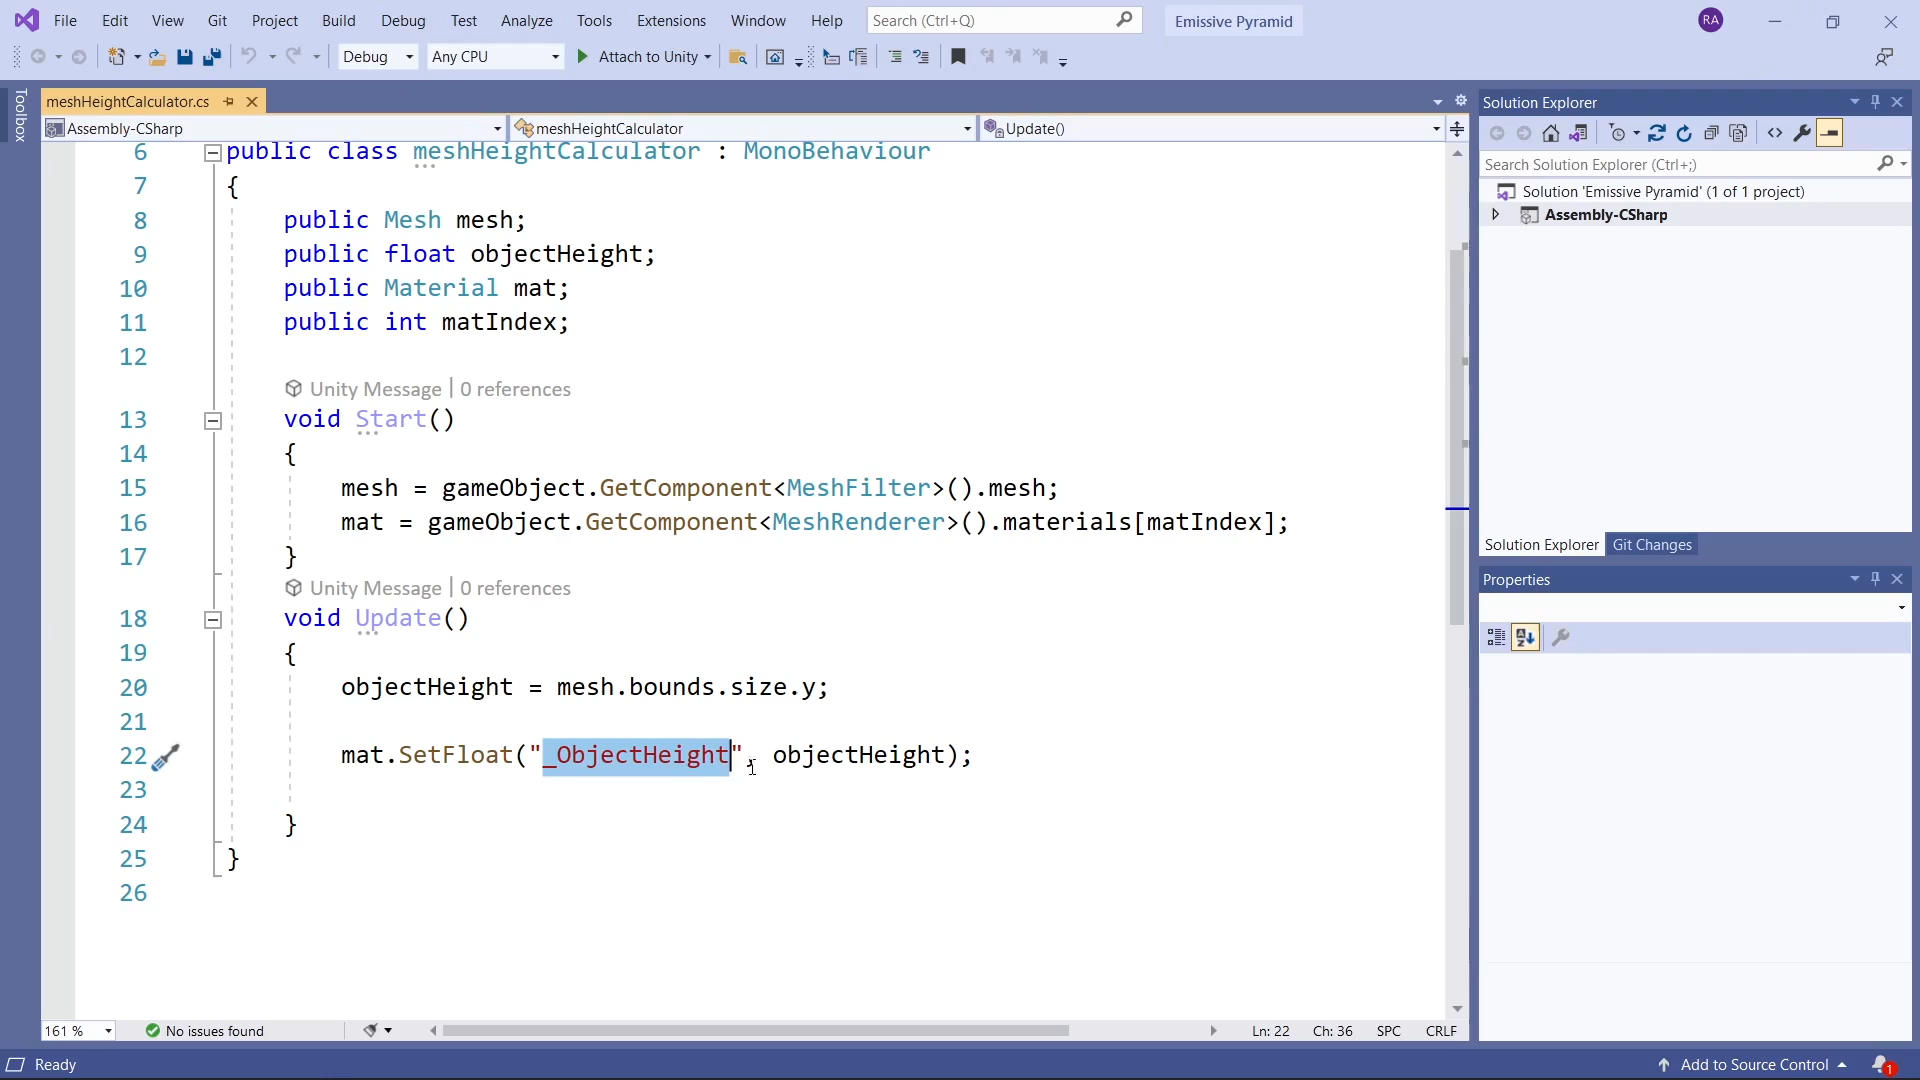 File Edit View Git Project Build Debug Test Analyze Tools Extensions Window Help Search (Ctrl+Q) Emissive Pyramid RA
Debug Any CPU Attach to Unity
Toolbox
meshHeightCalculator.cs
Assembly-CSharp meshHeightCalculator Update()
6 public class meshHeightCalculator : MonoBehaviour
7 {
8 public Mesh mesh;
9 public float objectHeight;
10 public Material mat;
11 public int matIndex;
12
Unity Message | 0 references
13 void Start()
14 {
15 mesh = gameObject.GetComponent<MeshFilter>().mesh;
16 mat = gameObject.GetComponent<MeshRenderer>().materials[matIndex];
17 }
Unity Message | 0 references
18 void Update()
19 {
20 objectHeight = mesh.bounds.size.y;
21
22 mat.SetFloat("_ObjectHeight", objectHeight);
23
24 }
25 }
26
161 % No issues found Ln: 22 Ch: 36 SPC CRLF
Solution Explorer
Search Solution Explorer (Ctrl+;)
Solution 'Emissive Pyramid' (1 of 1 project)
Assembly-CSharp
Solution Explorer Git Changes
Properties
Ready Add to Source Control 1